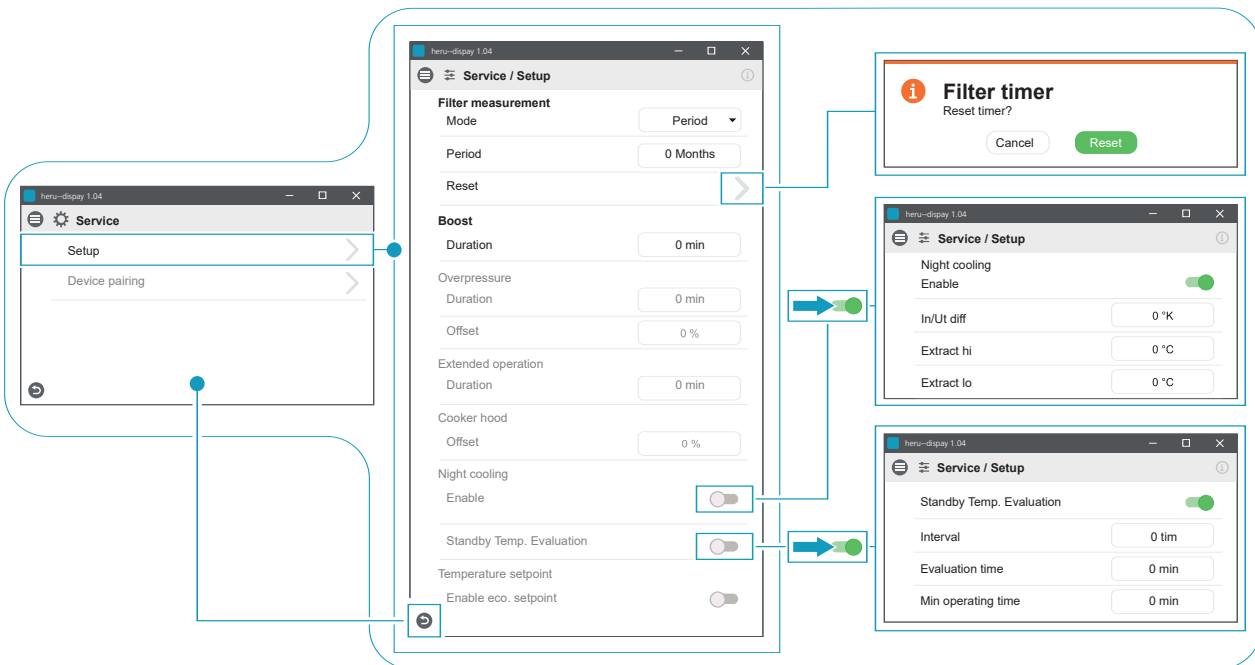 heru--dispay 1.04
Service
Setup
Device pairing
heru--dispay 1.04
Service / Setup
Filter measurement
Mode Period
Period 0 Months
Reset
Boost
Duration 0 min
Overpressure
Duration 0 min
Offset 0 %
Extended operation
Duration 0 min
Cooker hood
Offset 0 %
Night cooling
Enable
Standby Temp. Evaluation
Temperature setpoint
Enable eco. setpoint
Filter timer
Reset timer?
Cancel Reset
heru--dispay 1.04
Service / Setup
Night cooling
Enable
In/Ut diff 0 °K
Extract hi 0 °C
Extract lo 0 °C
heru--dispay 1.04
Service / Setup
Standby Temp. Evaluation
Interval 0 tim
Evaluation time 0 min
Min operating time 0 min